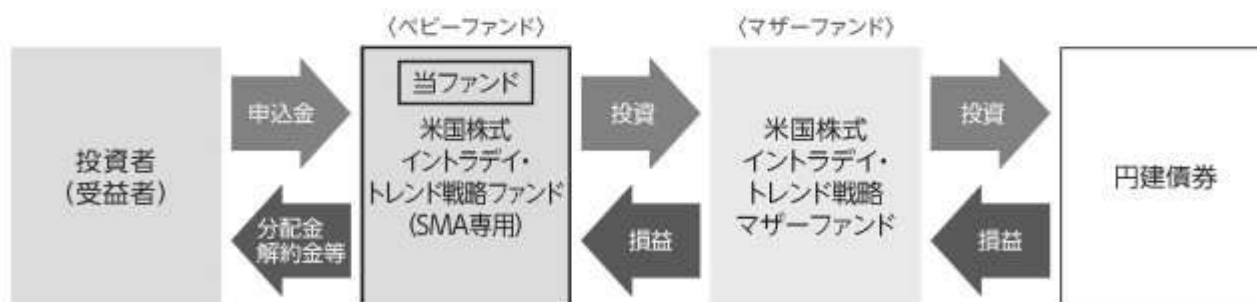 〈ベビーファンド〉
〈マザーファンド〉
投資者
(受益者)
申込金
分配金
解約金等
当ファンド
米国株式
イントラデイ・
トレンド戦略ファンド
(SMA専用)
投資
損益
米国株式
イントラデイ・
トレンド戦略
マザーファンド
投資
損益
円建債券